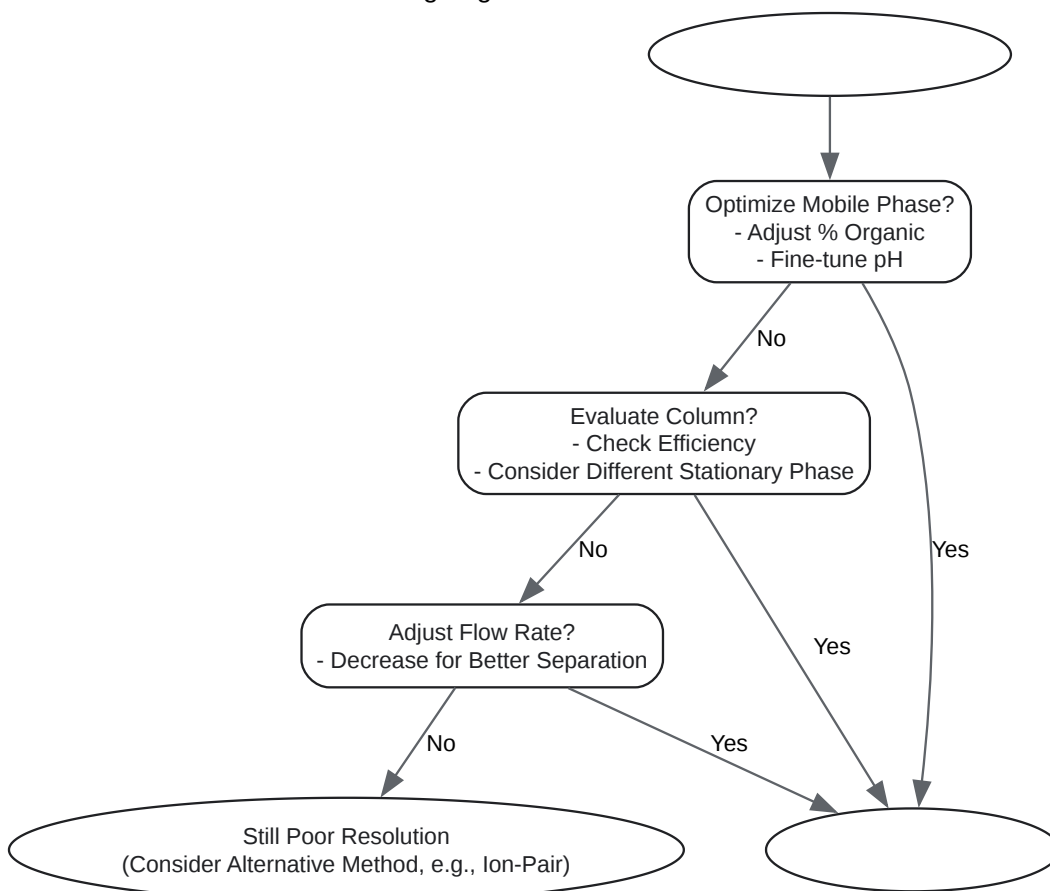 Optimize Mobile Phase?
- Adjust % Organic
- Fine-tune pH
No
Evaluate Column?
- Check Efficiency
- Consider Different Stationary Phase
No
Yes
Adjust Flow Rate?
- Decrease for Better Separation
Yes
No
Yes
Still Poor Resolution
(Consider Alternative Method, e.g., Ion-Pair)